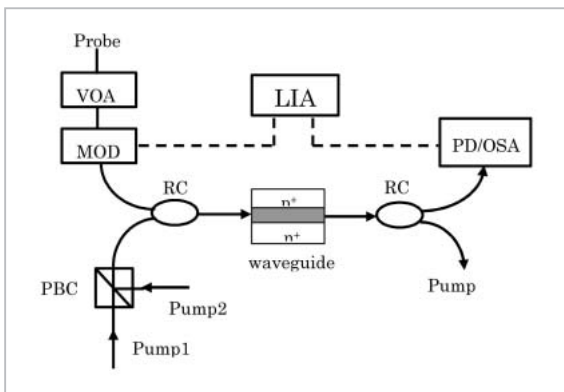 Probe
VOA
LIA
MOD
PD/OSA
RC
RC
n⁺
n⁺
waveguide
PBC
Pump2
Pump
Pump1